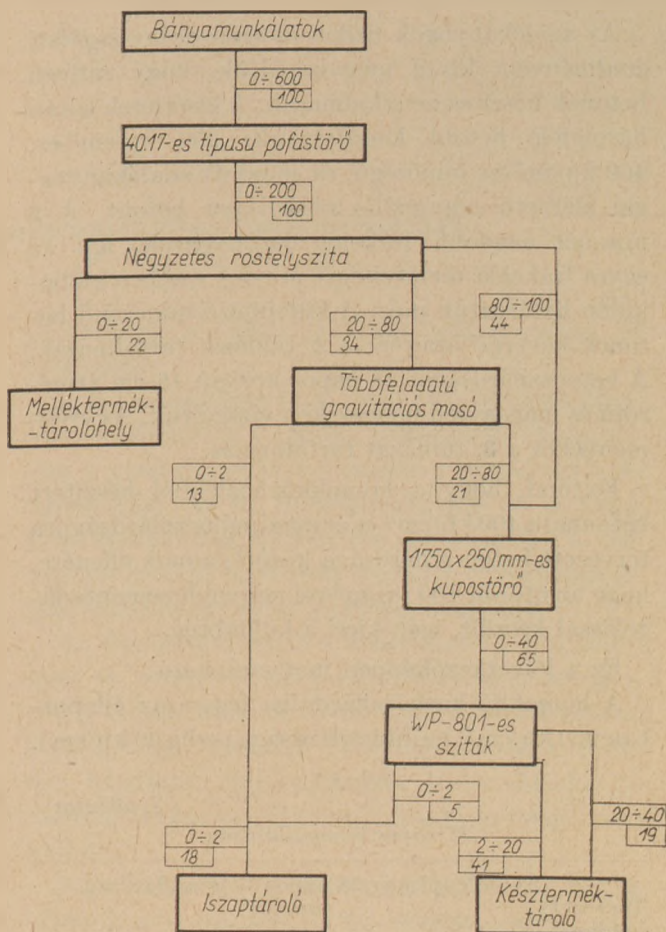 Bányamunkálatok
0÷600
100
40.17-es tipusu pofástörő
0÷200
100
Négyzetes rostélyszita
0÷20
22
20÷80
34
80÷100
44
Melléktermék-
-tárolóhely
Többfeladatú
gravitációs mosó
0÷2
13
20÷80
21
1750x250mm-es
kupostörő
0÷40
65
WP-801-es
sziták
0÷2
5
0÷2
18
2÷20
41
20÷40
19
Iszaptároló
Késztermék-
tároló